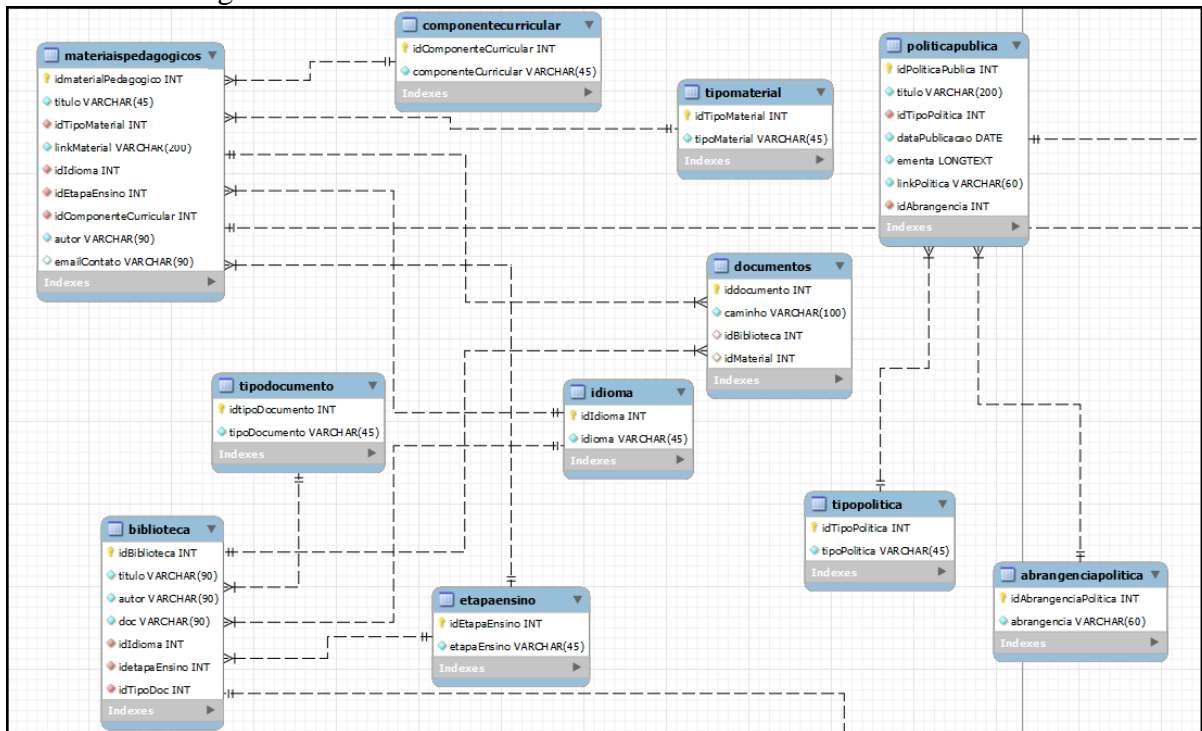 materiaispedagogicos
idmaterialPedagogico INT
titulo VARCHAR(45)
idTipoMaterial INT
linkMaterial VARCHAR(200)
idIdioma INT
idEtapaEnsino INT
idComponenteCurricular INT
autor VARCHAR(90)
emailContato VARCHAR(90)
Indexes
componentecurricular
idComponenteCurricular INT
componenteCurricular VARCHAR(45)
Indexes
tipomaterial
idTipoMaterial INT
tipoMaterial VARCHAR(45)
Indexes
politicapublica
idPoliticaPublica INT
titulo VARCHAR(200)
idTipoPolitica INT
dataPublicacao DATE
ementa LONGTEXT
linkPolitica VARCHAR(60)
idAbrangencia INT
Indexes
documentos
iddocumento INT
caminho VARCHAR(100)
idBiblioteca INT
idMaterial INT
Indexes
tipodocumento
idtipoDocumento INT
tipoDocumento VARCHAR(45)
Indexes
idioma
idIdioma INT
idioma VARCHAR(45)
Indexes
tipopolitica
idTipoPolitica INT
tipoPolitica VARCHAR(45)
Indexes
abrangenciapolitica
idAbrangenciaPolitica INT
abrangencia VARCHAR(60)
Indexes
biblioteca
idBiblioteca INT
titulo VARCHAR(90)
autor VARCHAR(90)
doc VARCHAR(90)
idIdioma INT
idetapaEnsino INT
idTipoDoc INT
Indexes
etapaensino
idEtapaEnsino INT
etapaEnsino VARCHAR(45)
Indexes